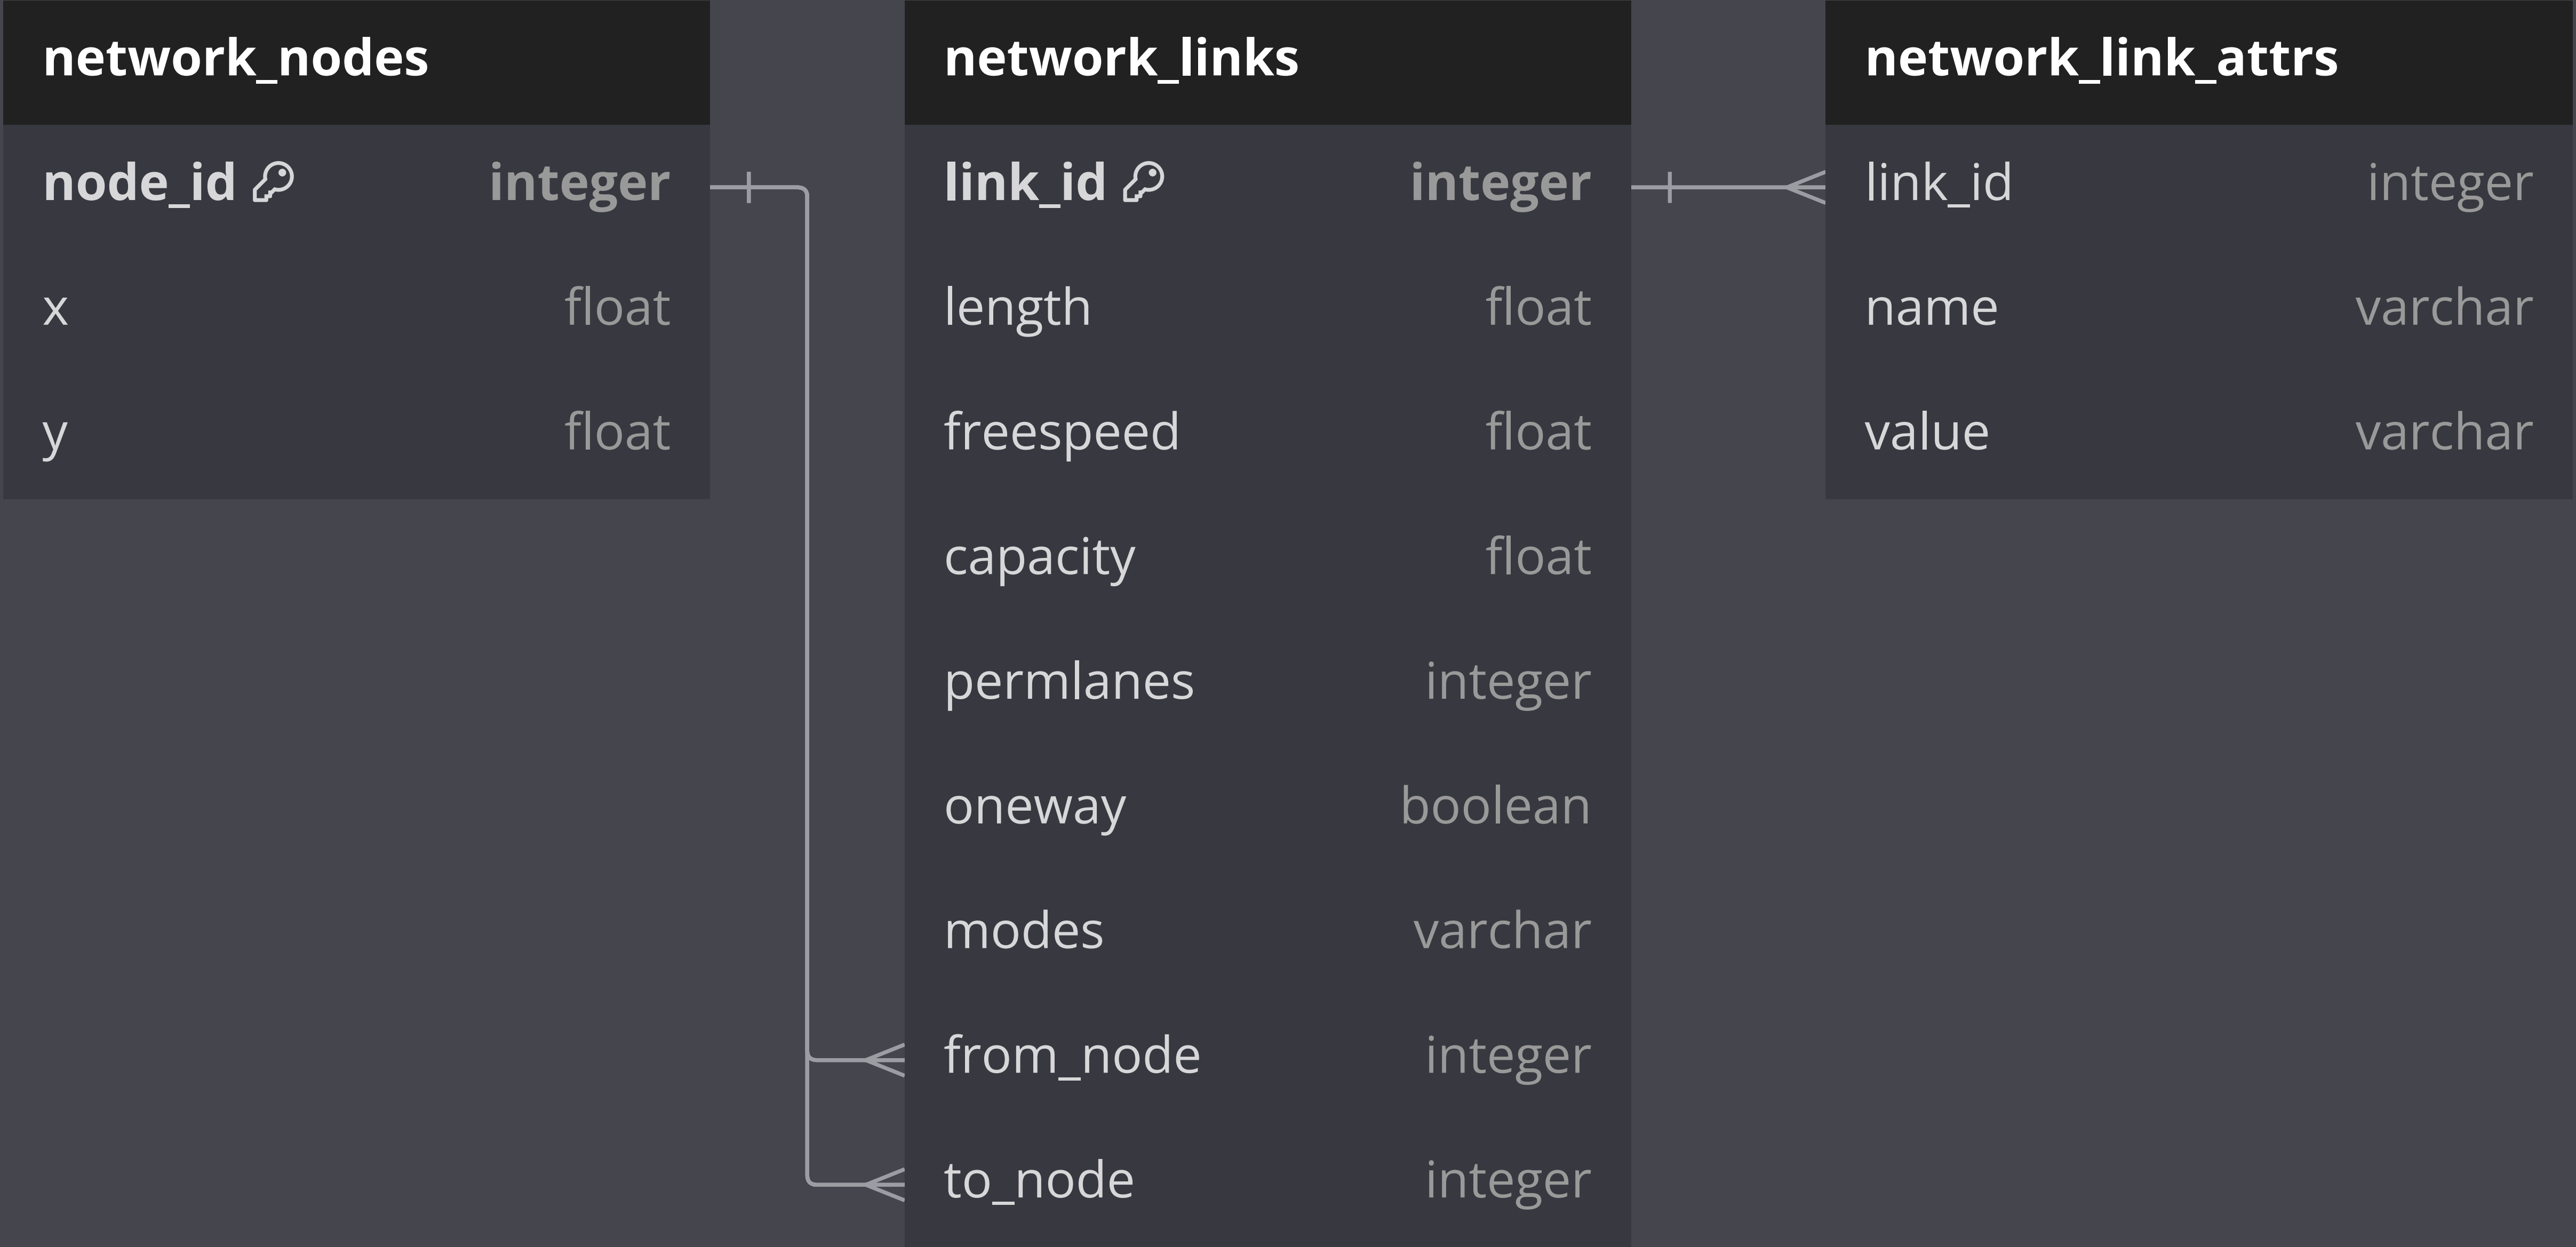 network_nodes
node_id integer
x float
y float
network_links
link_id integer
length float
freespeed float
capacity float
permlanes integer
oneway boolean
modes varchar
from_node integer
to_node integer
network_link_attrs
link_id integer
name varchar
value varchar